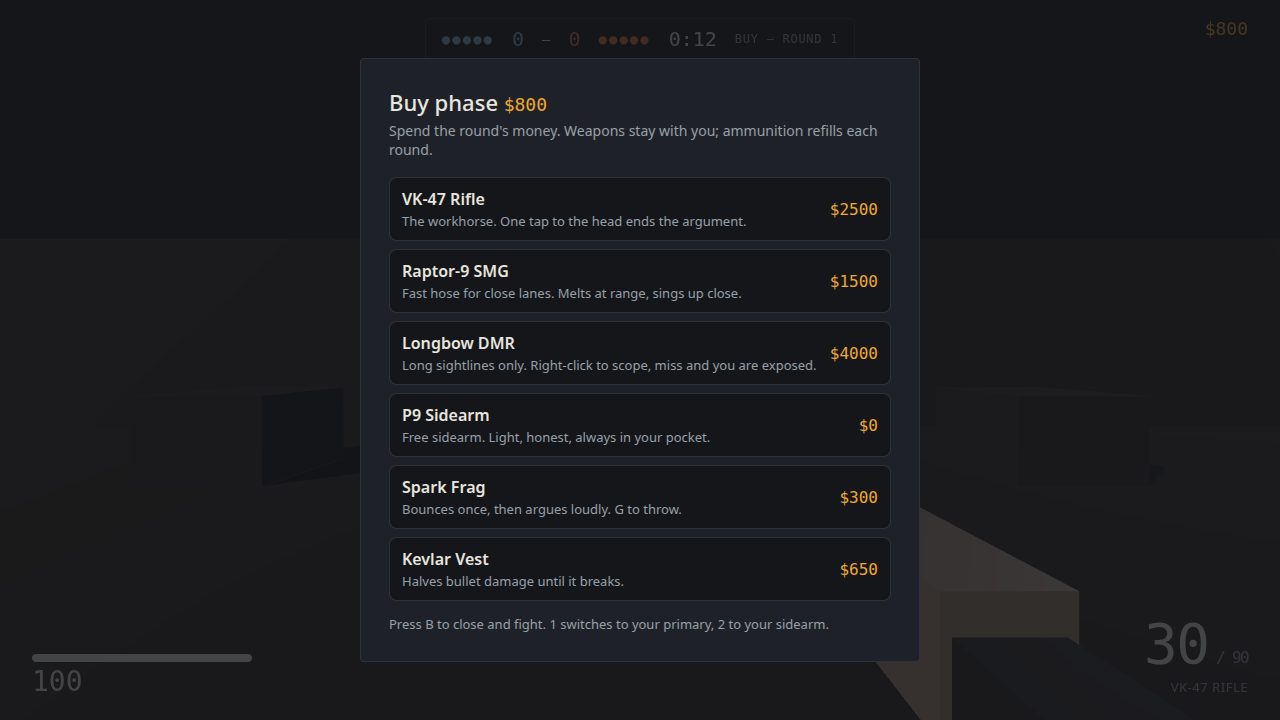 0 – 0 0:12 BUY — ROUND 1
$800
Buy phase $800
Spend the round's money. Weapons stay with you; ammunition refills each
round.
VK-47 Rifle
The workhorse. One tap to the head ends the argument.
$2500
Raptor-9 SMG
Fast hose for close lanes. Melts at range, sings up close.
$1500
Longbow DMR
Long sightlines only. Right-click to scope, miss and you are exposed.
$4000
P9 Sidearm
Free sidearm. Light, honest, always in your pocket.
$0
Spark Frag
Bounces once, then argues loudly. G to throw.
$300
Kevlar Vest
Halves bullet damage until it breaks.
$650
Press B to close and fight. 1 switches to your primary, 2 to your sidearm.
100
30 / 90
VK-47 RIFLE